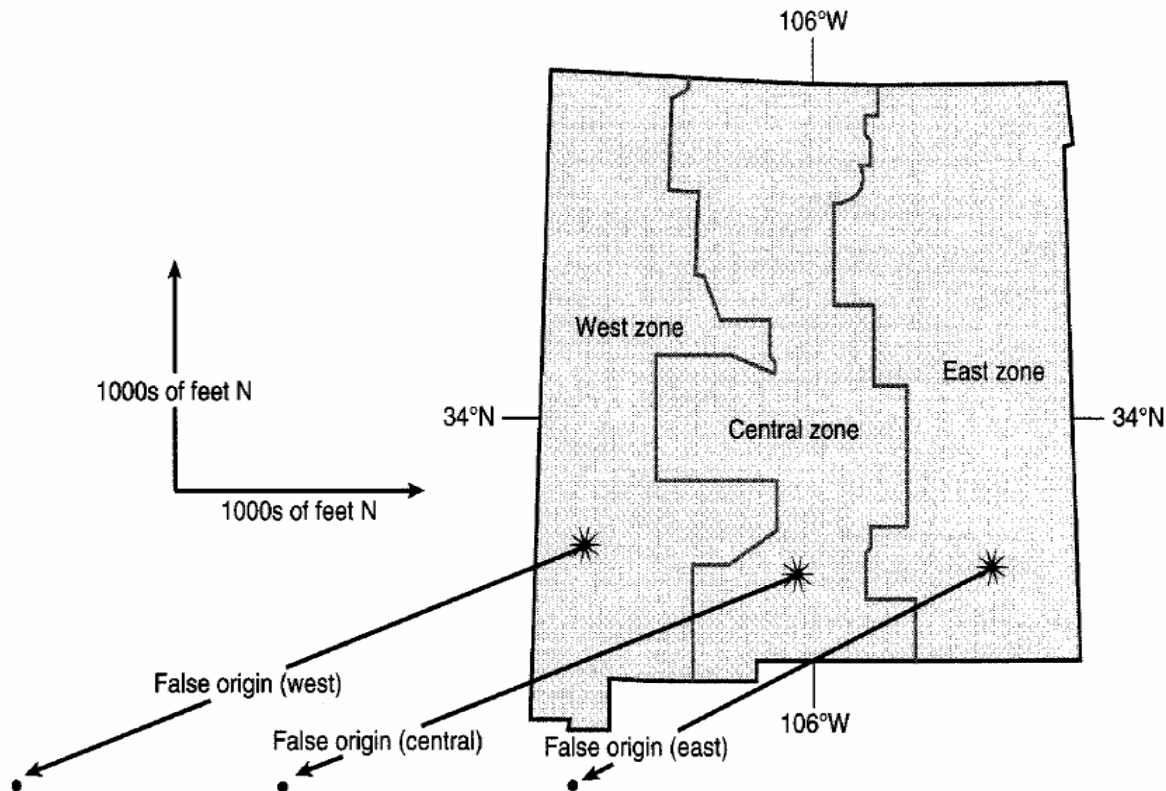 106°W
West zone
East zone
1000s of feet N
34°N
34°N
Central zone
1000s of feet N
False origin (west)
106°W
False origin (central)
False origin (east)